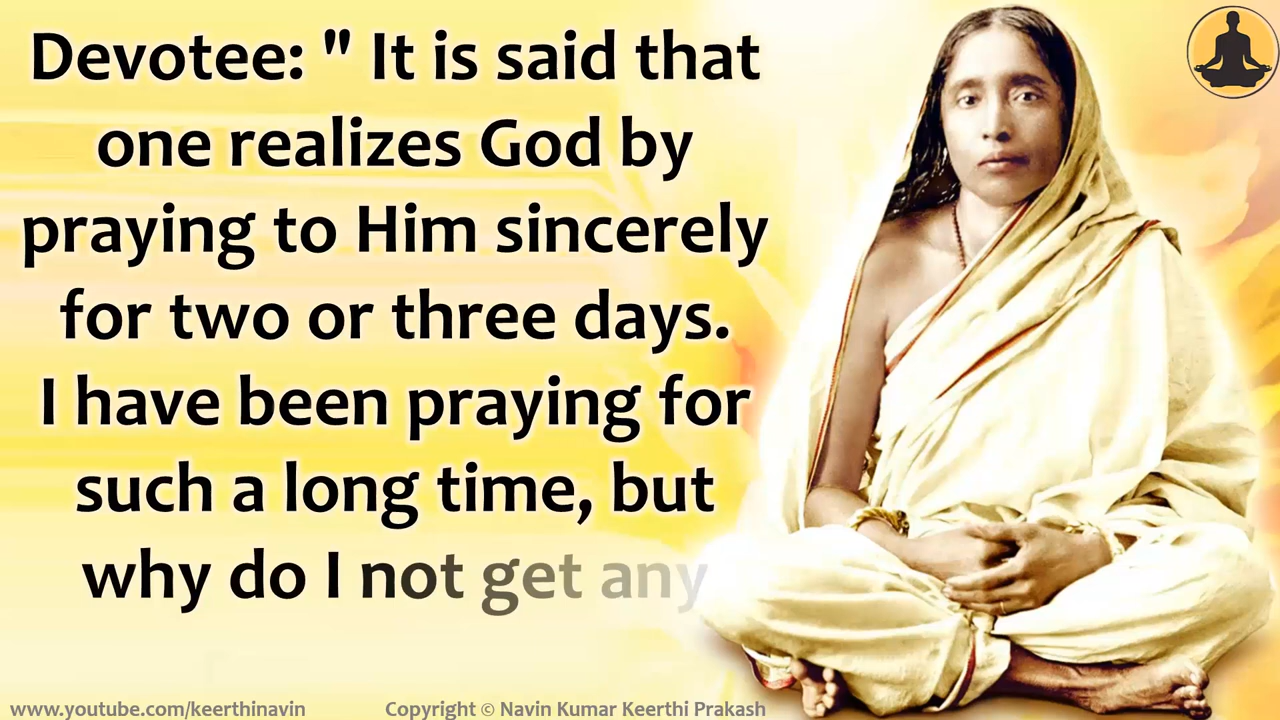 Devotee: " It is said that
one realizes God by
praying to Him sincerely
for two or three days.
I have been praying for
such a long time, but
why do I not get any
www.youtube.com/keerthinavin
Copyright © Navin Kumar Keerthi Prakash